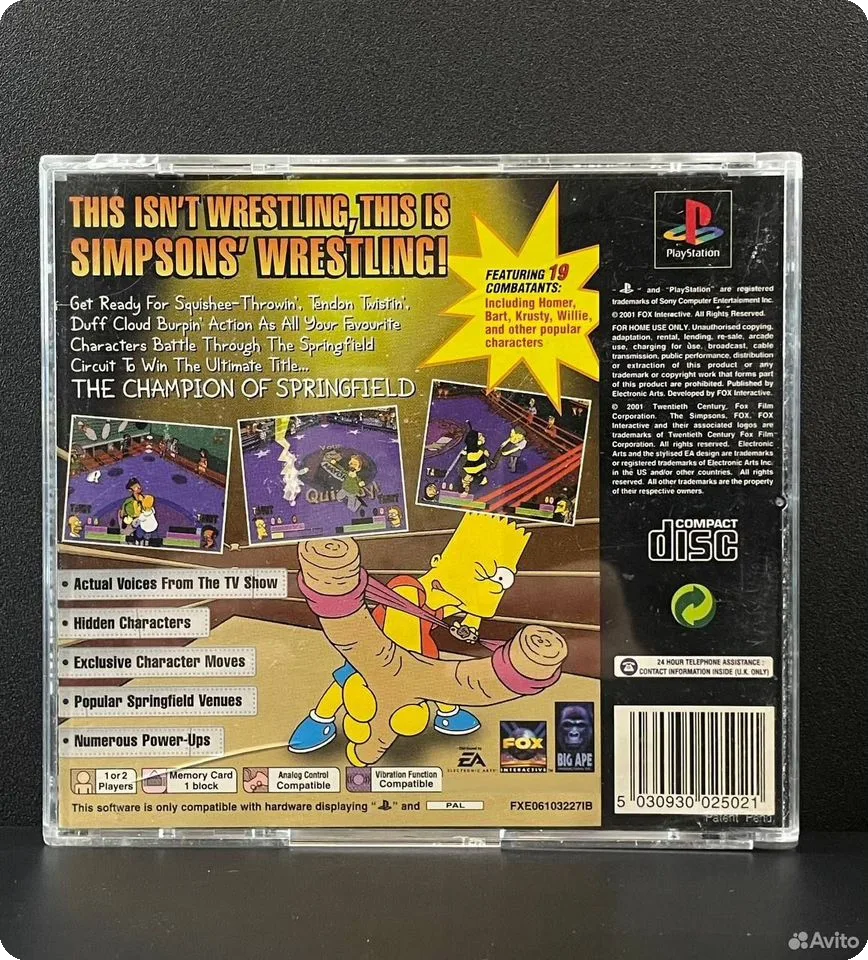 THIS ISN'T WRESTLING, THIS IS
SIMPSONS' WRESTLING!
Get Ready For Squishee-Throwin', Tendon Twistin',
Duff Cloud Burpin' Action As All Your Favourite
Characters Battle Through The Springfield
Circuit To Win The Ultimate Title...
THE CHAMPION OF SPRINGFIELD
FEATURING 19
COMBATANTS:
Including Homer,
Bart, Krusty, Willie,
and other popular
characters
• Actual Voices From The TV Show
• Hidden Characters
• Exclusive Character Moves
• Popular Springfield Venues
• Numerous Power-Ups
EA
ELECTRONIC ARTS
FOX
INTERACTIVE
BIG APE
1 or 2
Players
Memory Card
1 block
Analog Control
Compatible
Vibration Function
Compatible
This software is only compatible with hardware displaying " " and PAL
FXE06103227IB
PlayStation
" " and "PlayStation" are registered
trademarks of Sony Computer Entertainment Inc.
© 2001 FOX Interactive. All Rights Reserved.
FOR HOME USE ONLY. Unauthorised copying,
adaptation, rental, lending, re-sale, arcade
use, charging for use, broadcast, cable
transmission, public performance, distribution
or extraction of this product or any
trademark or copyright work that forms part
of this product are prohibited. Published by
Electronic Arts. Developed by FOX Interactive.
© 2001 Twentieth Century Fox Film
Corporation. The Simpsons, FOX, FOX
Interactive and their associated logos are
trademarks of Twentieth Century Fox Film
Corporation. All rights reserved. Electronic
Arts and the stylised EA design are trademarks
or registered trademarks of Electronic Arts Inc.
in the US and/or other countries. All rights
reserved. All other trademarks are the property
of their respective owners.
COMPACT
disc
24 HOUR TELEPHONE ASSISTANCE :
CONTACT INFORMATION INSIDE (U.K. ONLY)
5 030930 025021
Patent Pend
Avito